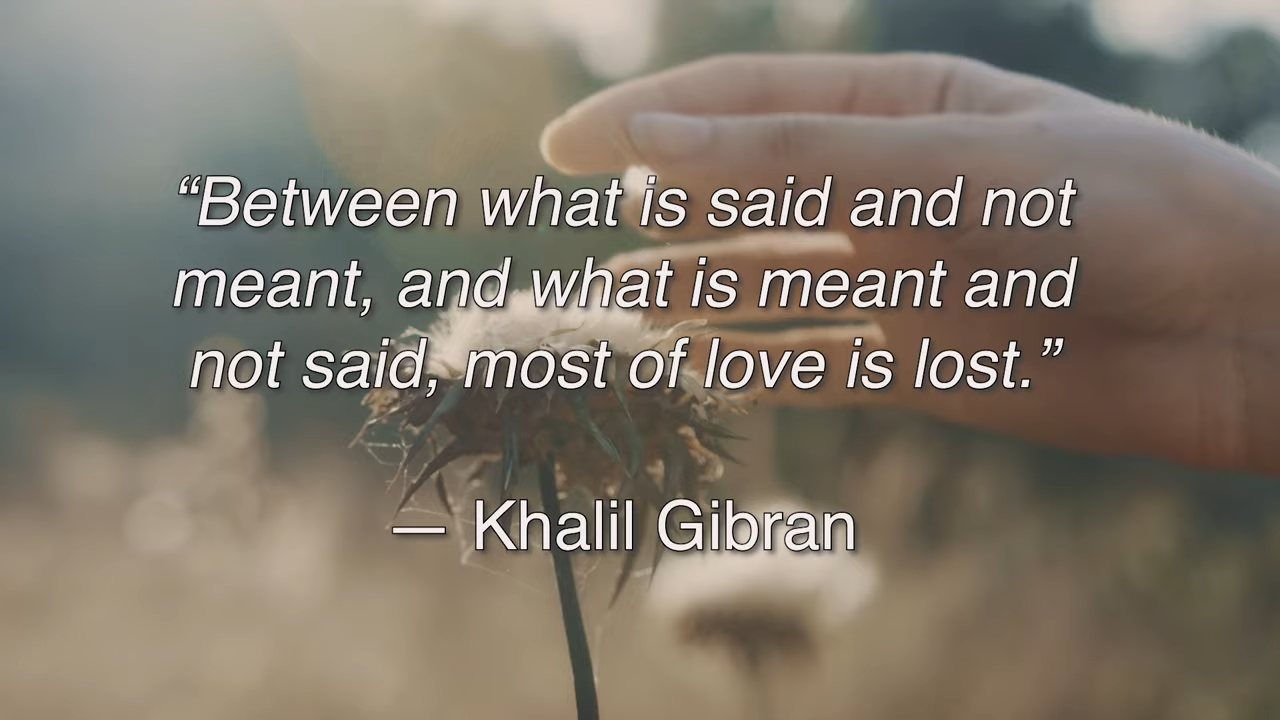 “Between what is said and not
meant, and what is meant and
not said, most of love is lost.”
— Khalil Gibran